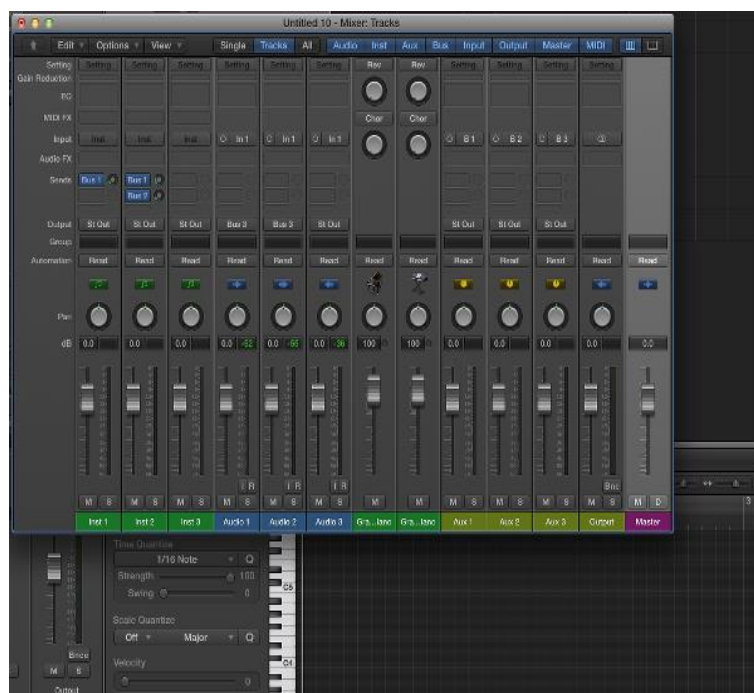 Untitled 10 - Mixer: Tracks
Edit Options View Single Tracks All Audio Inst Aux Bus Input Output Master MIDI
Setting Setting Setting Setting Setting Setting Setting Rev Rev Setting Setting Setting Setting
Gain Reduction
EQ
MIDI FX Chor Chor
Input Inst Inst Inst In 1 In 1 In 1 B 1 B 2 B 3
Audio FX
Sends Bus 1 Bus 1
Bus 2
Output St Out St Out St Out Bus 3 Bus 3 St Out St Out St Out St Out
Group
Automation Read Read Read Read Read Read Read Read Read Read Read Read Read
Pan
dB 0.0 0.0 0.0 0.0 -52 0.0 0.0 -36 100 100 0.0 0.0 0.0 0.0 0.0
I R I R I R Bnc
M S M S M S M S M S M S M M M S M S M S M S M D
Inst 1 Inst 2 Inst 3 Audio 1 Audio 2 Audio 3 Gra...iano Gra...iano Aux 1 Aux 2 Aux 3 Output Master
3
Time Quantize
1/16 Note Q
Strength 100
Swing 0
C5
Scale Quantize
Off Major Q
Bnce
M S
Velocity
C4
0
Output